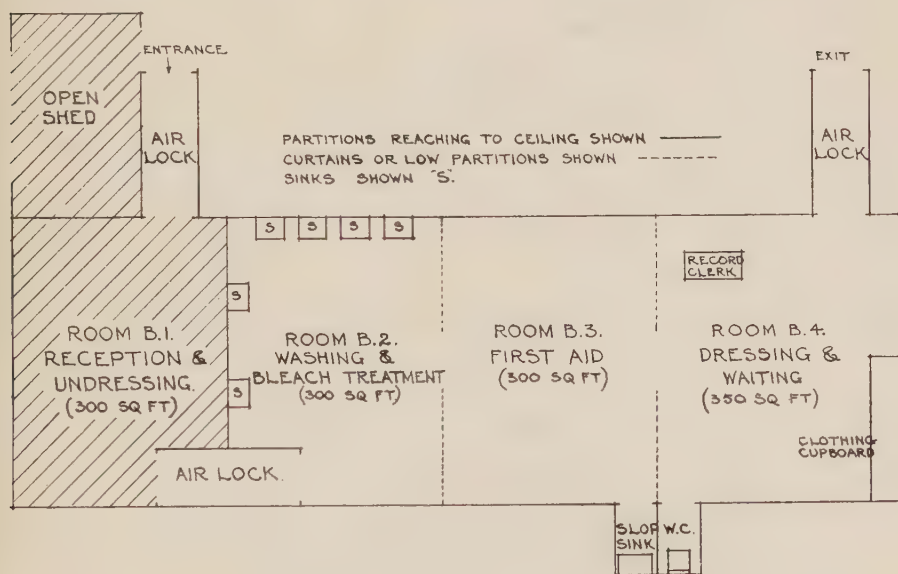 ENTRANCE
OPEN
SHED
AIR
LOCK
PARTITIONS REACHING TO CEILING SHOWN
CURTAINS OR LOW PARTITIONS SHOWN
SINKS SHOWN "S".
EXIT
AIR
LOCK
S S S S
S
S
RECORD
CLERK
ROOM B.1.
RECEPTION &
UNDRESSING.
(300 SQ FT)
ROOM B.2.
WASHING &
BLEACH TREATMENT
(300 SQ FT)
ROOM B.3.
FIRST AID
(300 SQ FT)
ROOM B.4.
DRESSING &
WAITING
(350 SQ FT)
CLOTHING
CUPBOARD
AIR LOCK.
SLOP
SINK
W.C.